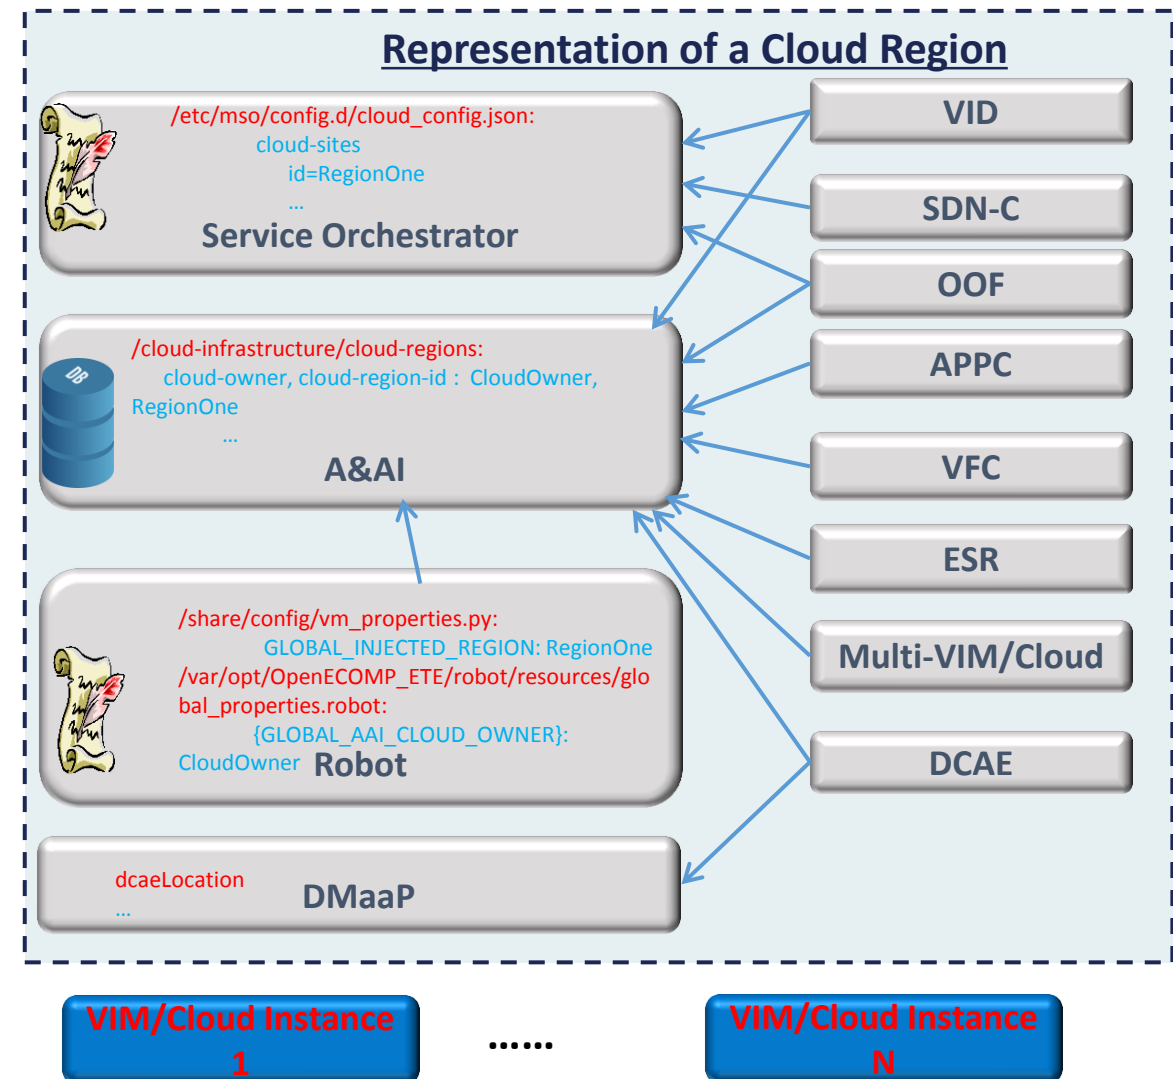 Representation of a Cloud Region
/etc/mso/config.d/cloud_config.json:
cloud-sites
id=RegionOne
...
Service Orchestrator
/cloud-infrastructure/cloud-regions:
cloud-owner, cloud-region-id : CloudOwner,
RegionOne
...
DB
A&AI
/share/config/vm_properties.py:
GLOBAL_INJECTED_REGION: RegionOne
/var/opt/OpenECOMP_ETE/robot/resources/glo
bal_properties.robot:
{GLOBAL_AAI_CLOUD_OWNER}:
CloudOwner Robot
dcaeLocation
...
DMaaP
VID
SDN-C
OOF
APPC
VFC
ESR
Multi-VIM/Cloud
DCAE
VIM/Cloud Instance
1
......
VIM/Cloud Instance
N